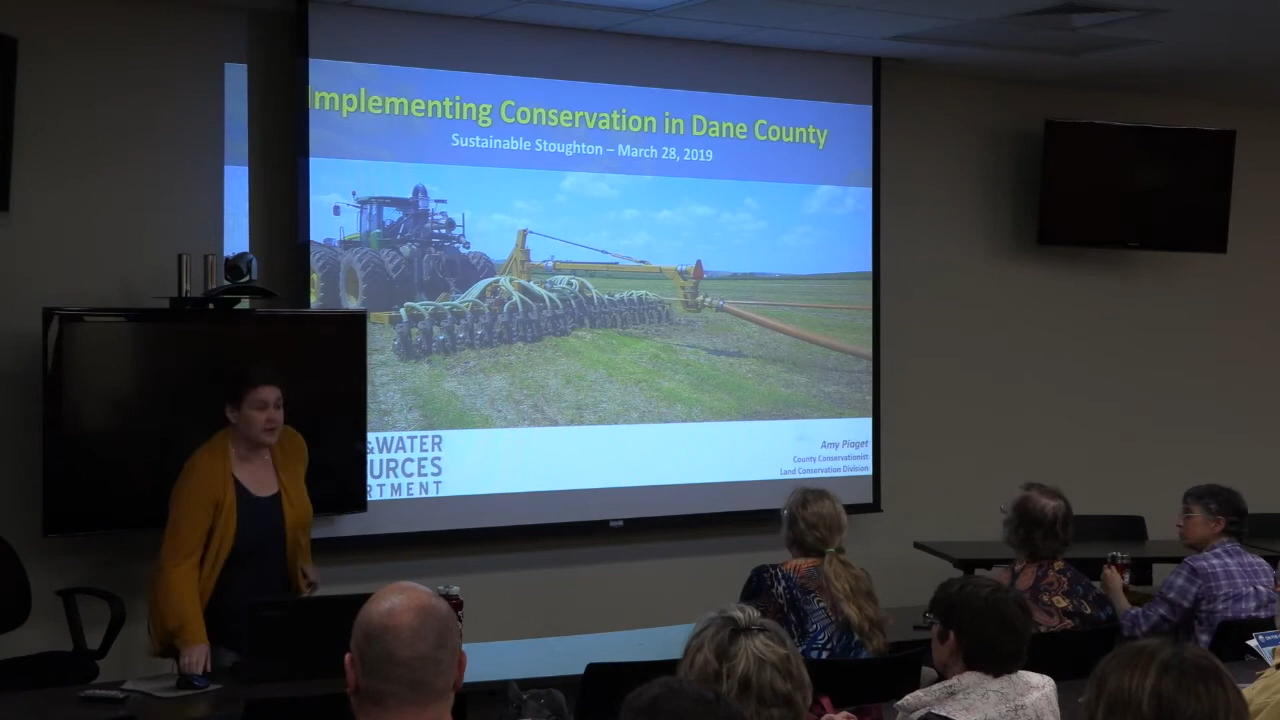 Implementing Conservation in Dane County
Sustainable Stoughton – March 28, 2019
&WATER
URCES
RTMENT
Amy Piaget
County Conservationist
Land Conservation Division